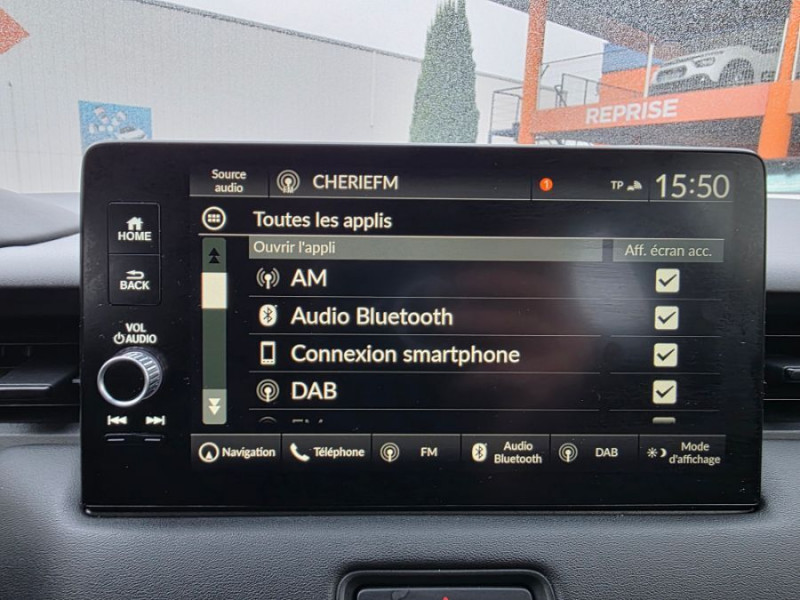 REPRISE
Source audio
CHERIEFM
1
TP
15:50
HOME
Toutes les applis
Ouvrir l'appli
Aff. écran acc.
AM
BACK
Audio Bluetooth
VOL
AUDIO
Connexion smartphone
DAB
Navigation
Téléphone
FM
Audio Bluetooth
DAB
Mode d'affichage